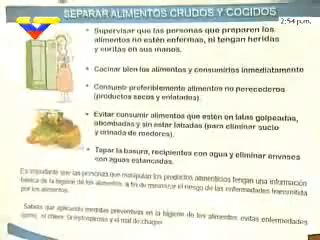 SEPARAR ALIMENTOS CRUDOS Y COCIDOS
2:54 p.m.
• Supervisar que las personas que preparen los
alimentos no estén enfermas, ni tengan heridas
y curitas en sus manos.
• Cocinar bien los alimentos y consumirlos inmediatamente
• Consumir preferiblemente alimentos no perecederos
(productos secos y enlatados).
• Evitar consumir alimentos que estén en latas golpeadas,
abombadas y sin estar lavadas (para eliminar sucio
y orinada de roedores).
• Tapar la basura, recipientes con agua y eliminar envases
con aguas estancadas.
Es importante que las personas que manipulan los productos alimenticios tengan una información
básica de la higiene de los alimentos, a fin de minimizar el riesgo de las enfermedades transmitida
por los alimentos.
Sabías que aplicando medidas preventivas en la higiene de los alimentos evitas enfermedades
como, el cólera, la leptospirosis y el mal de chagas